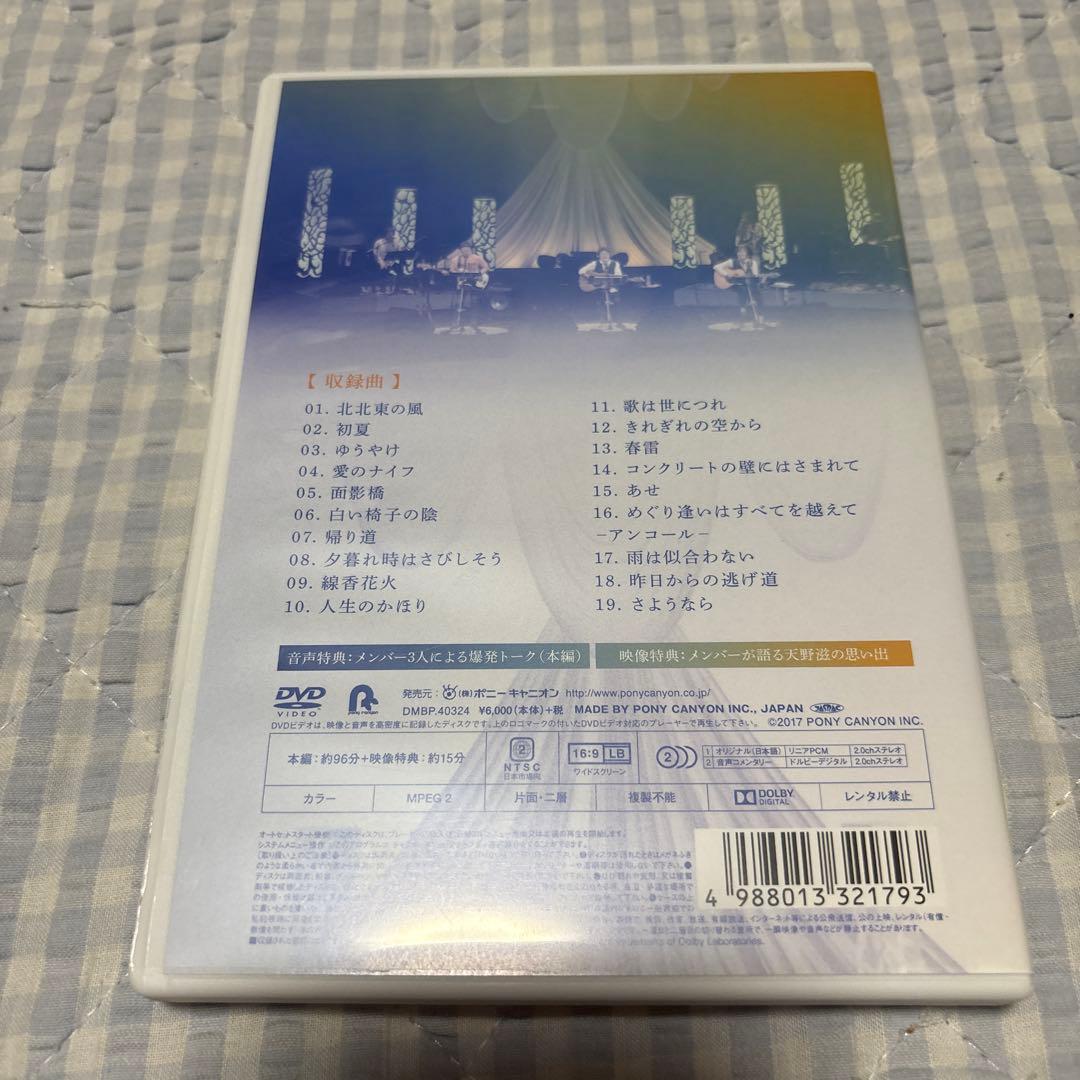 【 収録曲 】
01. 北北東の風
02. 初夏
03. ゆうやけ
04. 愛のナイフ
05. 面影橋
06. 白い椅子の陰
07. 帰り道
08. 夕暮れ時はさびしそう
09. 線香花火
10. 人生のかほり
11. 歌は世につれ
12. きれぎれの空から
13. 春雷
14. コンクリートの壁にはさまれて
15. あせ
16. めぐり逢いはすべてを越えて
−アンコール−
17. 雨は似合わない
18. 昨日からの逃げ道
19. さようなら
音声特典：メンバー3人による爆発トーク（本編）
映像特典：メンバーが語る天野滋の思い出
DVD VIDEO
pony canyon
発売元： (株)ポニーキャニオン http://www.ponycanyon.co.jp/
DMBP.40324 ¥6,000(本体)+税 MADE BY PONY CANYON INC., JAPAN
DVDビデオは、映像と音声を高密度に記録したディスクです。上のロゴマークの付いたDVDビデオ対応のプレーヤーで再生して下さい。 ©2017 PONY CANYON INC.
本編：約96分＋映像特典：約15分
2 NTSC 日本市場向
16:9 LB ワイドスクリーン
2
1 オリジナル(日本語) リニアPCM 2.0chステレオ
2 音声コメンタリー ドルビーデジタル 2.0chステレオ
カラー
MPEG 2
片面・二層
複製不能
DOLBY DIGITAL
レンタル禁止
4 988013 321793